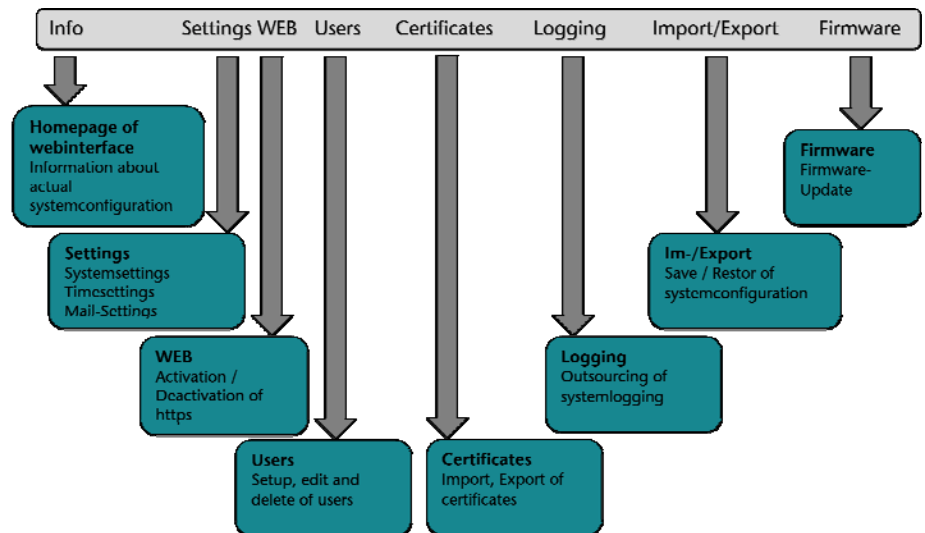 Info Settings WEB Users Certificates Logging Import/Export Firmware
Homepage of
webinterface
Information about
actual
systemconfiguration
Firmware
Firmware-
Update
Settings
Systemsettings
Timesettings
Mail-Settings
Im-/Export
Save / Restor of
systemconfiguration
WEB
Activation /
Deactivation of
https
Logging
Outsourcing of
systemlogging
Users
Setup, edit and
delete of users
Certificates
Import, Export of
certificates